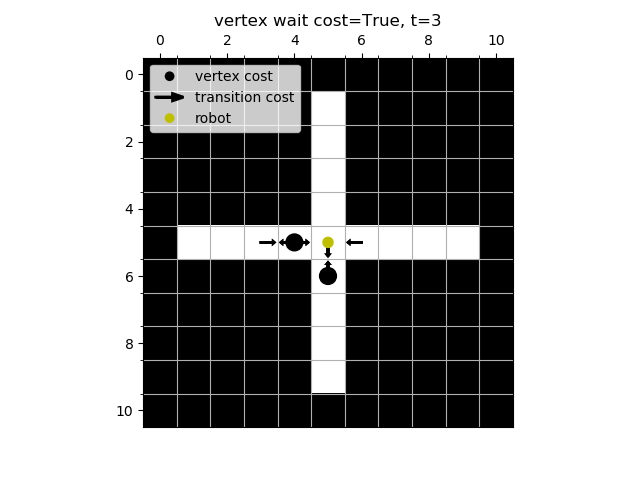 vertex wait cost=True, t=3
0 2 4 6 8 10
vertex cost
transition cost
robot
0
2
4
6
8
10